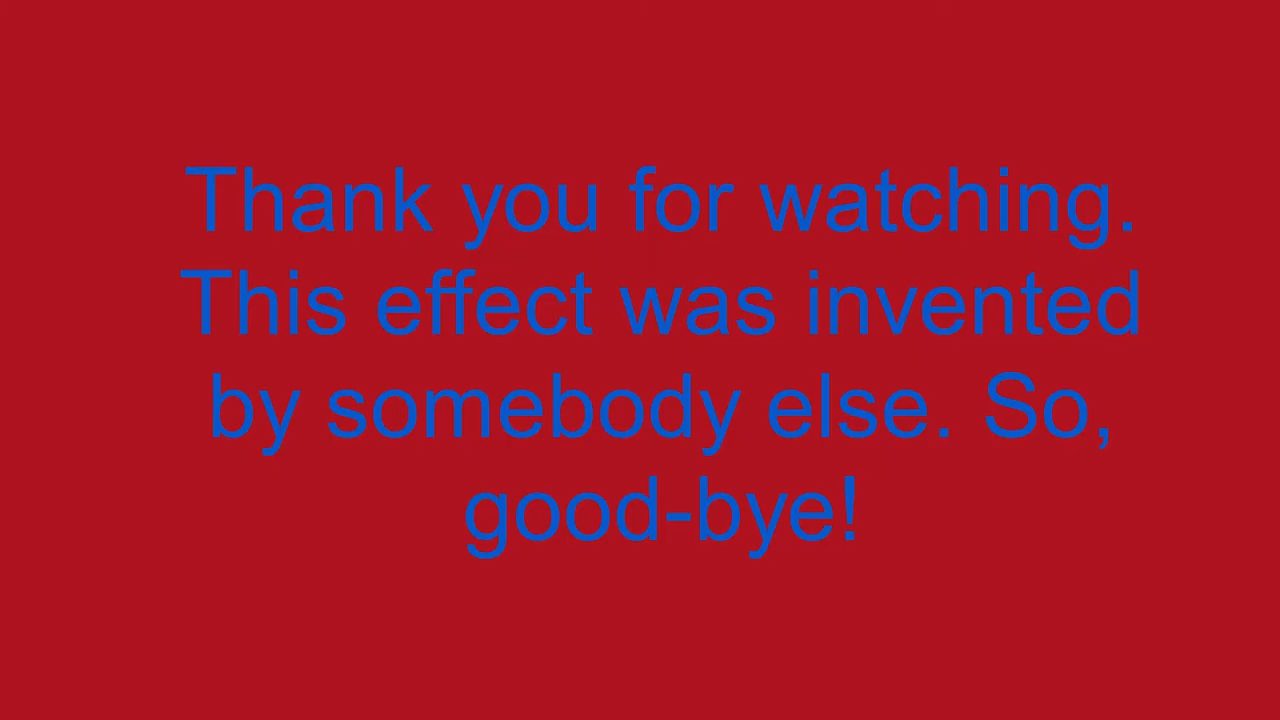 Thank you for watching.
This effect was invented
by somebody else. So,
good-bye!